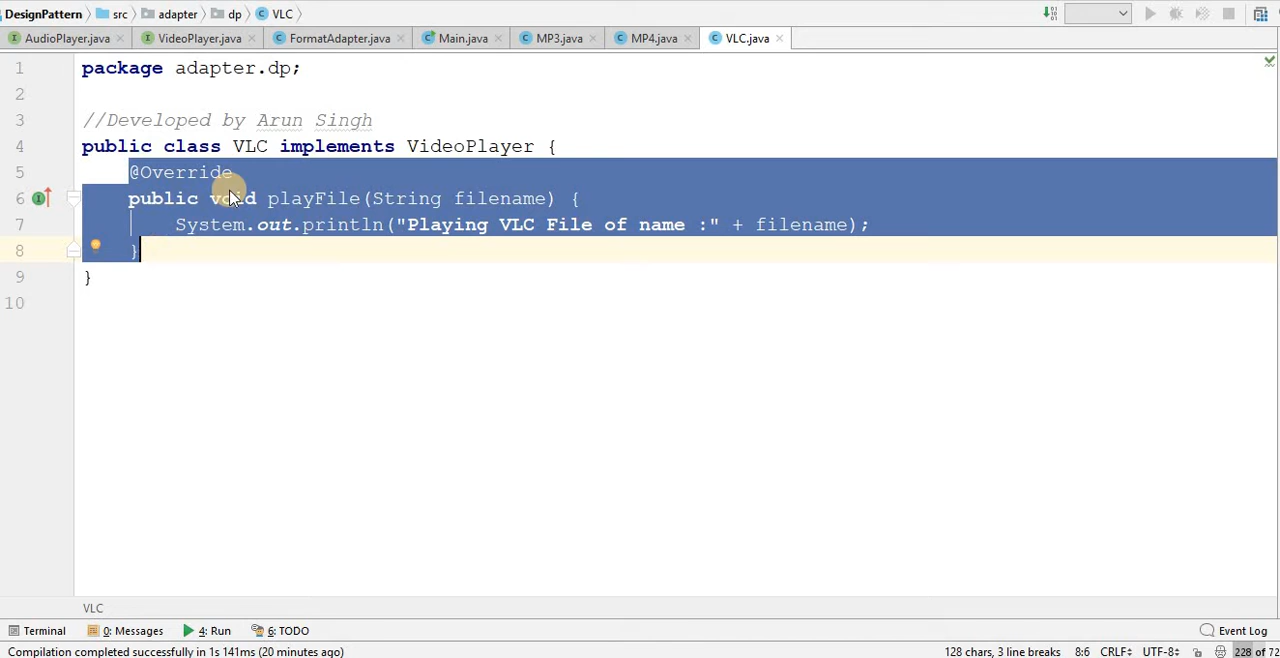 DesignPattern src adapter dp VLC
AudioPlayer.java VideoPlayer.java FormatAdapter.java Main.java MP3.java MP4.java VLC.java
1 package adapter.dp;
2
3 //Developed by Arun Singh
4 public class VLC implements VideoPlayer {
5 @Override
6 public void playFile(String filename) {
7 System.out.println("Playing VLC File of name :" + filename);
8 }
9 }
10
VLC
Terminal 0: Messages 4: Run 6: TODO Event Log
Compilation completed successfully in 1s 141ms (20 minutes ago) 128 chars, 3 line breaks 8:6 CRLF UTF-8 228 of 72